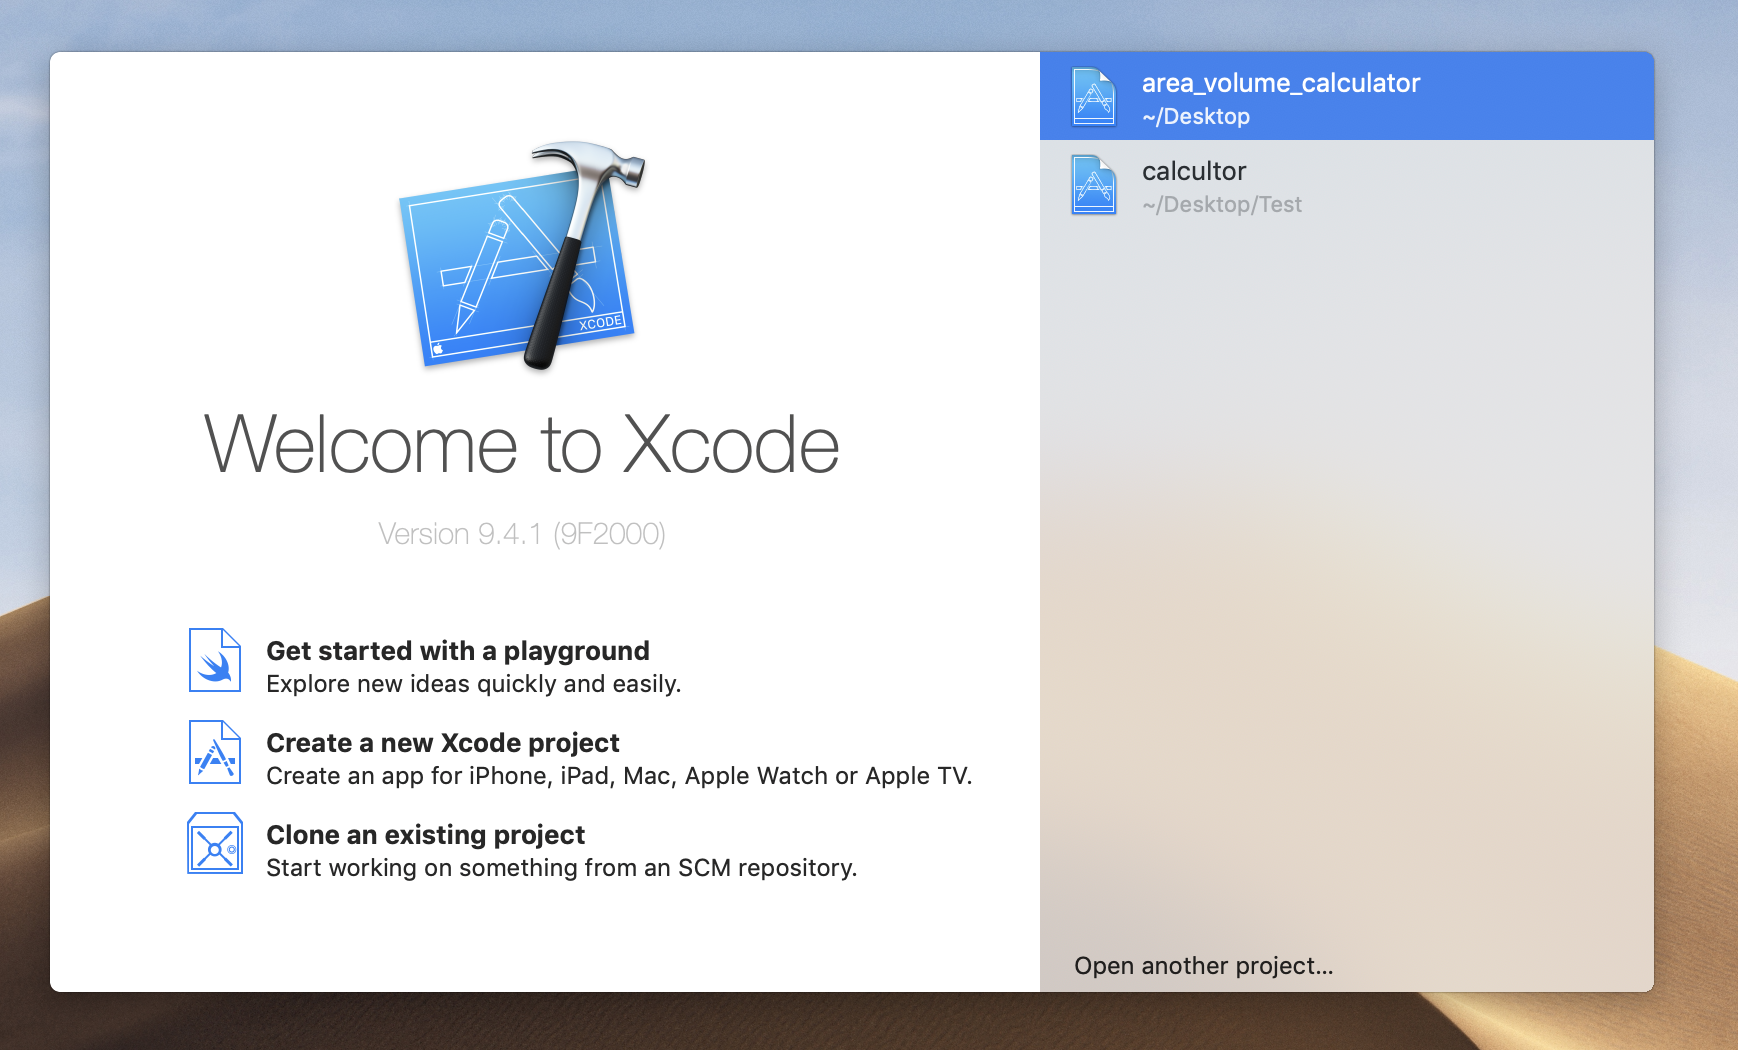 XCODE
Welcome to Xcode
Version 9.4.1 (9F2000)
Get started with a playground
Explore new ideas quickly and easily.
Create a new Xcode project
Create an app for iPhone, iPad, Mac, Apple Watch or Apple TV.
Clone an existing project
Start working on something from an SCM repository.
area_volume_calculator
~/Desktop
calcultor
~/Desktop/Test
Open another project...